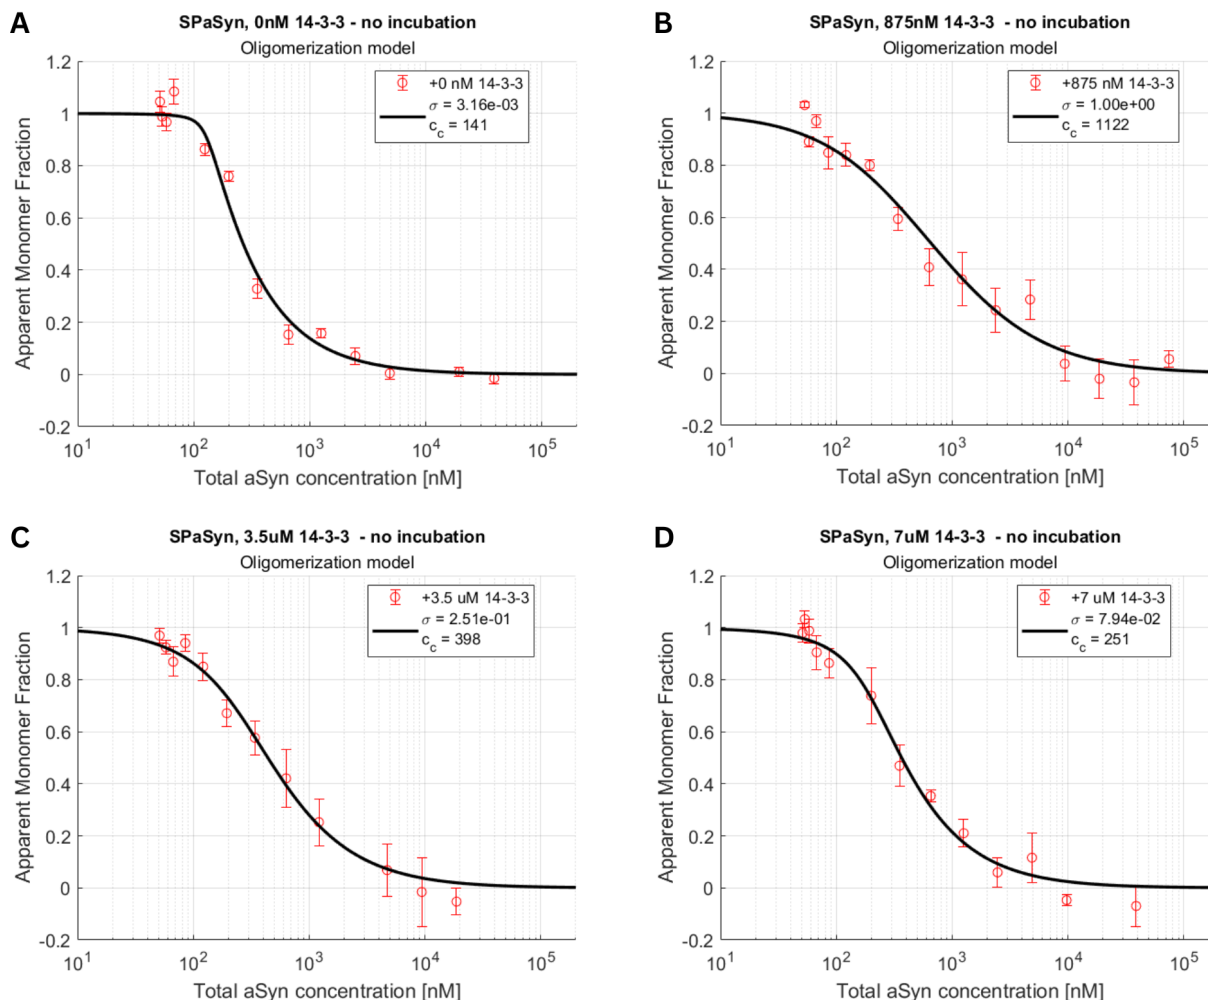 A
SPaSyn, 0nM 14-3-3 - no incubation
Oligomerization model
1.2
1
0.8
0.6
0.4
0.2
0
-0.2
Apparent Monomer Fraction
+0 nM 14-3-3
σ = 3.16e-03
c_c = 141
10^1
10^2
10^3
10^4
10^5
Total aSyn concentration [nM]
B
SPaSyn, 875nM 14-3-3 - no incubation
Oligomerization model
1.2
1
0.8
0.6
0.4
0.2
0
-0.2
Apparent Monomer Fraction
+875 nM 14-3-3
σ = 1.00e+00
c_c = 1122
10^1
10^2
10^3
10^4
10^5
Total aSyn concentration [nM]
C
SPaSyn, 3.5uM 14-3-3 - no incubation
Oligomerization model
1.2
1
0.8
0.6
0.4
0.2
0
-0.2
Apparent Monomer Fraction
+3.5 uM 14-3-3
σ = 2.51e-01
c_c = 398
10^1
10^2
10^3
10^4
10^5
Total aSyn concentration [nM]
D
SPaSyn, 7uM 14-3-3 - no incubation
Oligomerization model
1.2
1
0.8
0.6
0.4
0.2
0
-0.2
Apparent Monomer Fraction
+7 uM 14-3-3
σ = 7.94e-02
c_c = 251
10^1
10^2
10^3
10^4
10^5
Total aSyn concentration [nM]